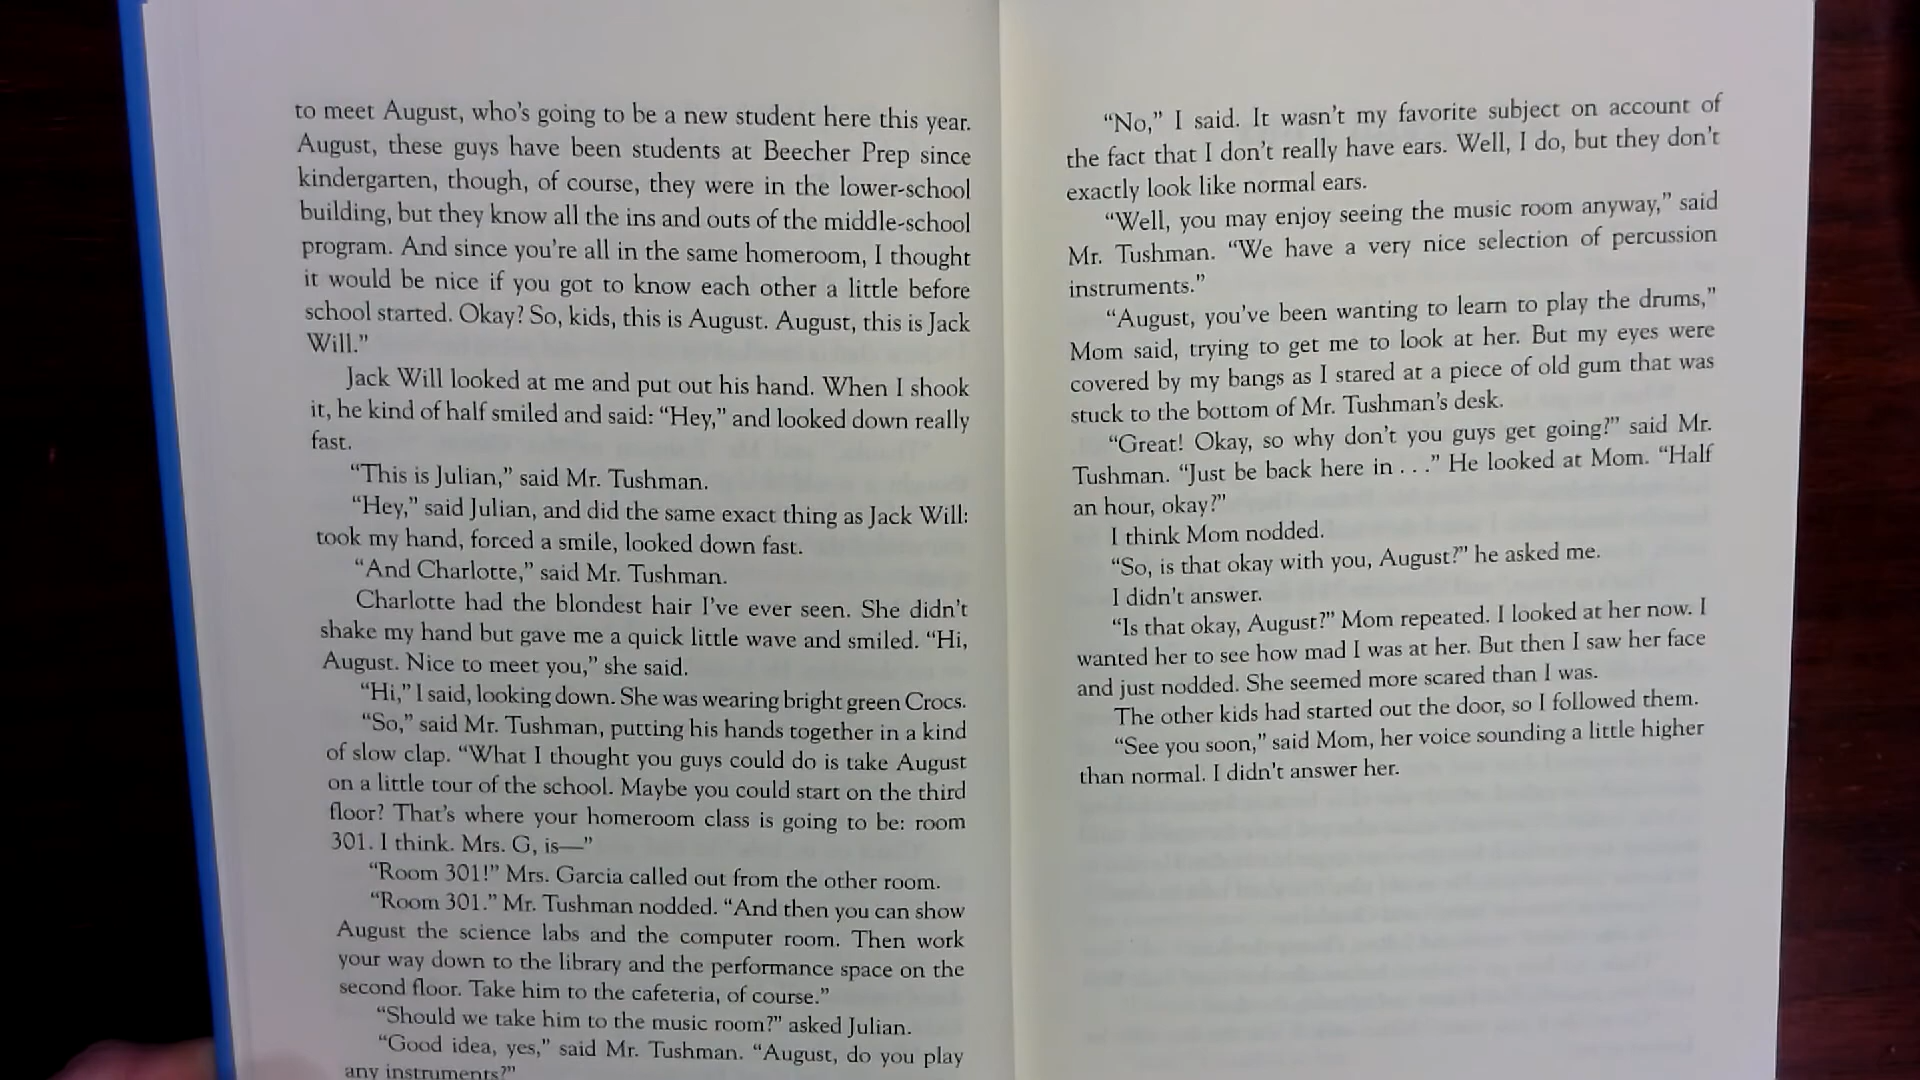 to meet August, who's going to be a new student here this year.
August, these guys have been students at Beecher Prep since
kindergarten, though, of course, they were in the lower-school
building, but they know all the ins and outs of the middle-school
program. And since you're all in the same homeroom, I thought
it would be nice if you got to know each other a little before
school started. Okay? So, kids, this is August. August, this is Jack
Will.”
Jack Will looked at me and put out his hand. When I shook
it, he kind of half smiled and said: “Hey,” and looked down really
fast.
“This is Julian,” said Mr. Tushman.
“Hey,” said Julian, and did the same exact thing as Jack Will:
took my hand, forced a smile, looked down fast.
“And Charlotte,” said Mr. Tushman.
Charlotte had the blondest hair I've ever seen. She didn't
shake my hand but gave me a quick little wave and smiled. “Hi,
August. Nice to meet you,” she said.
“Hi,” I said, looking down. She was wearing bright green Crocs.
“So,” said Mr. Tushman, putting his hands together in a kind
of slow clap. “What I thought you guys could do is take August
on a little tour of the school. Maybe you could start on the third
floor? That's where your homeroom class is going to be: room
301. I think. Mrs. G, is—”
“Room 301!” Mrs. Garcia called out from the other room.
“Room 301.” Mr. Tushman nodded. “And then you can show
August the science labs and the computer room. Then work
your way down to the library and the performance space on the
second floor. Take him to the cafeteria, of course.”
“Should we take him to the music room?” asked Julian.
“Good idea, yes,” said Mr. Tushman. “August, do you play
any instruments?”
“No,” I said. It wasn't my favorite subject on account of
the fact that I don't really have ears. Well, I do, but they don't
exactly look like normal ears.
“Well, you may enjoy seeing the music room anyway,” said
Mr. Tushman. “We have a very nice selection of percussion
instruments.”
“August, you've been wanting to learn to play the drums,”
Mom said, trying to get me to look at her. But my eyes were
covered by my bangs as I stared at a piece of old gum that was
stuck to the bottom of Mr. Tushman's desk.
“Great! Okay, so why don't you guys get going?” said Mr.
Tushman. “Just be back here in . . .” He looked at Mom. “Half
an hour, okay?”
I think Mom nodded.
“So, is that okay with you, August?” he asked me.
I didn't answer.
“Is that okay, August?” Mom repeated. I looked at her now. I
wanted her to see how mad I was at her. But then I saw her face
and just nodded. She seemed more scared than I was.
The other kids had started out the door, so I followed them.
“See you soon,” said Mom, her voice sounding a little higher
than normal. I didn't answer her.